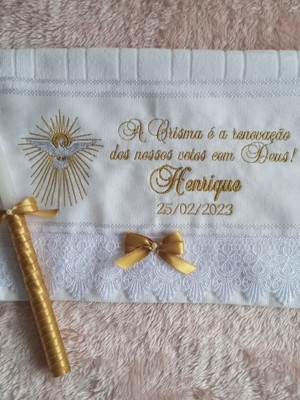 A Crisma é a renovação
dos nossos votos com Deus!
Henrique
25/02/2023